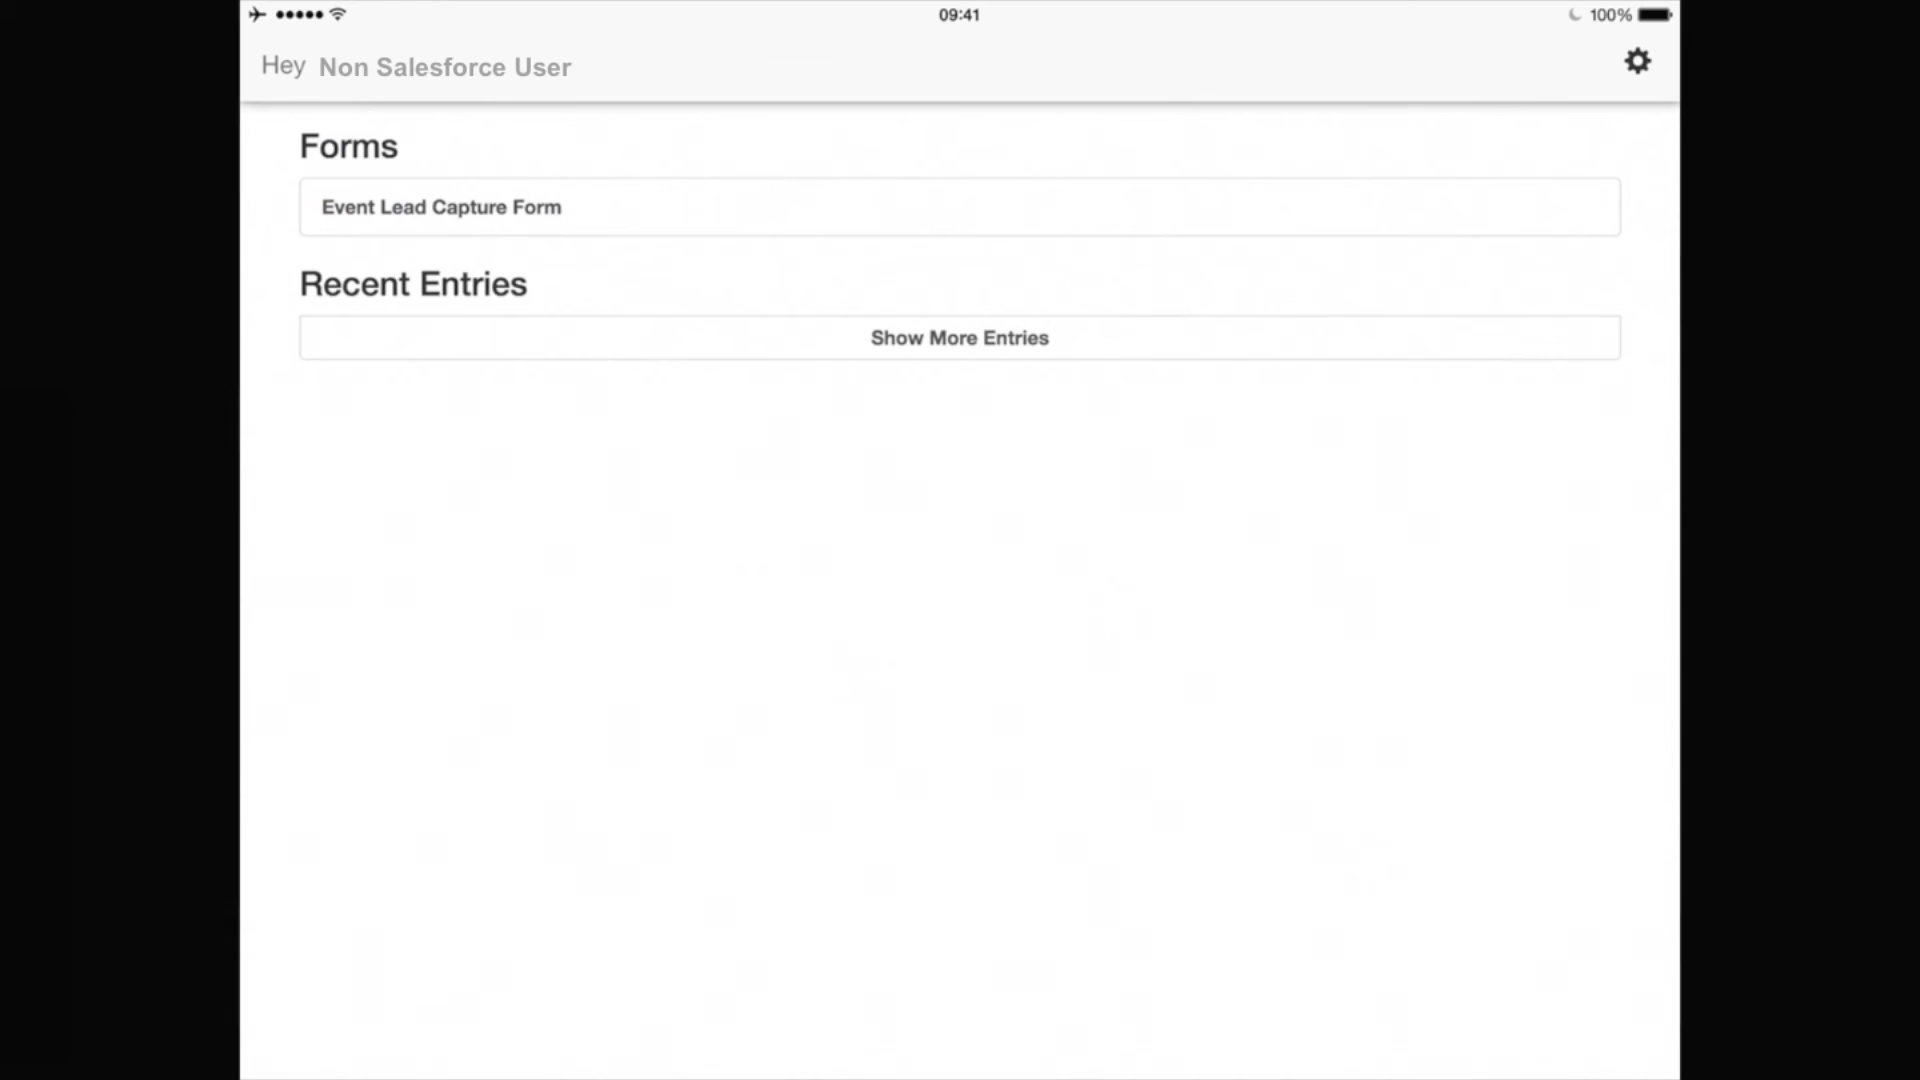 09:41
100%
Hey Non Salesforce User
Forms
Event Lead Capture Form
Recent Entries
Show More Entries